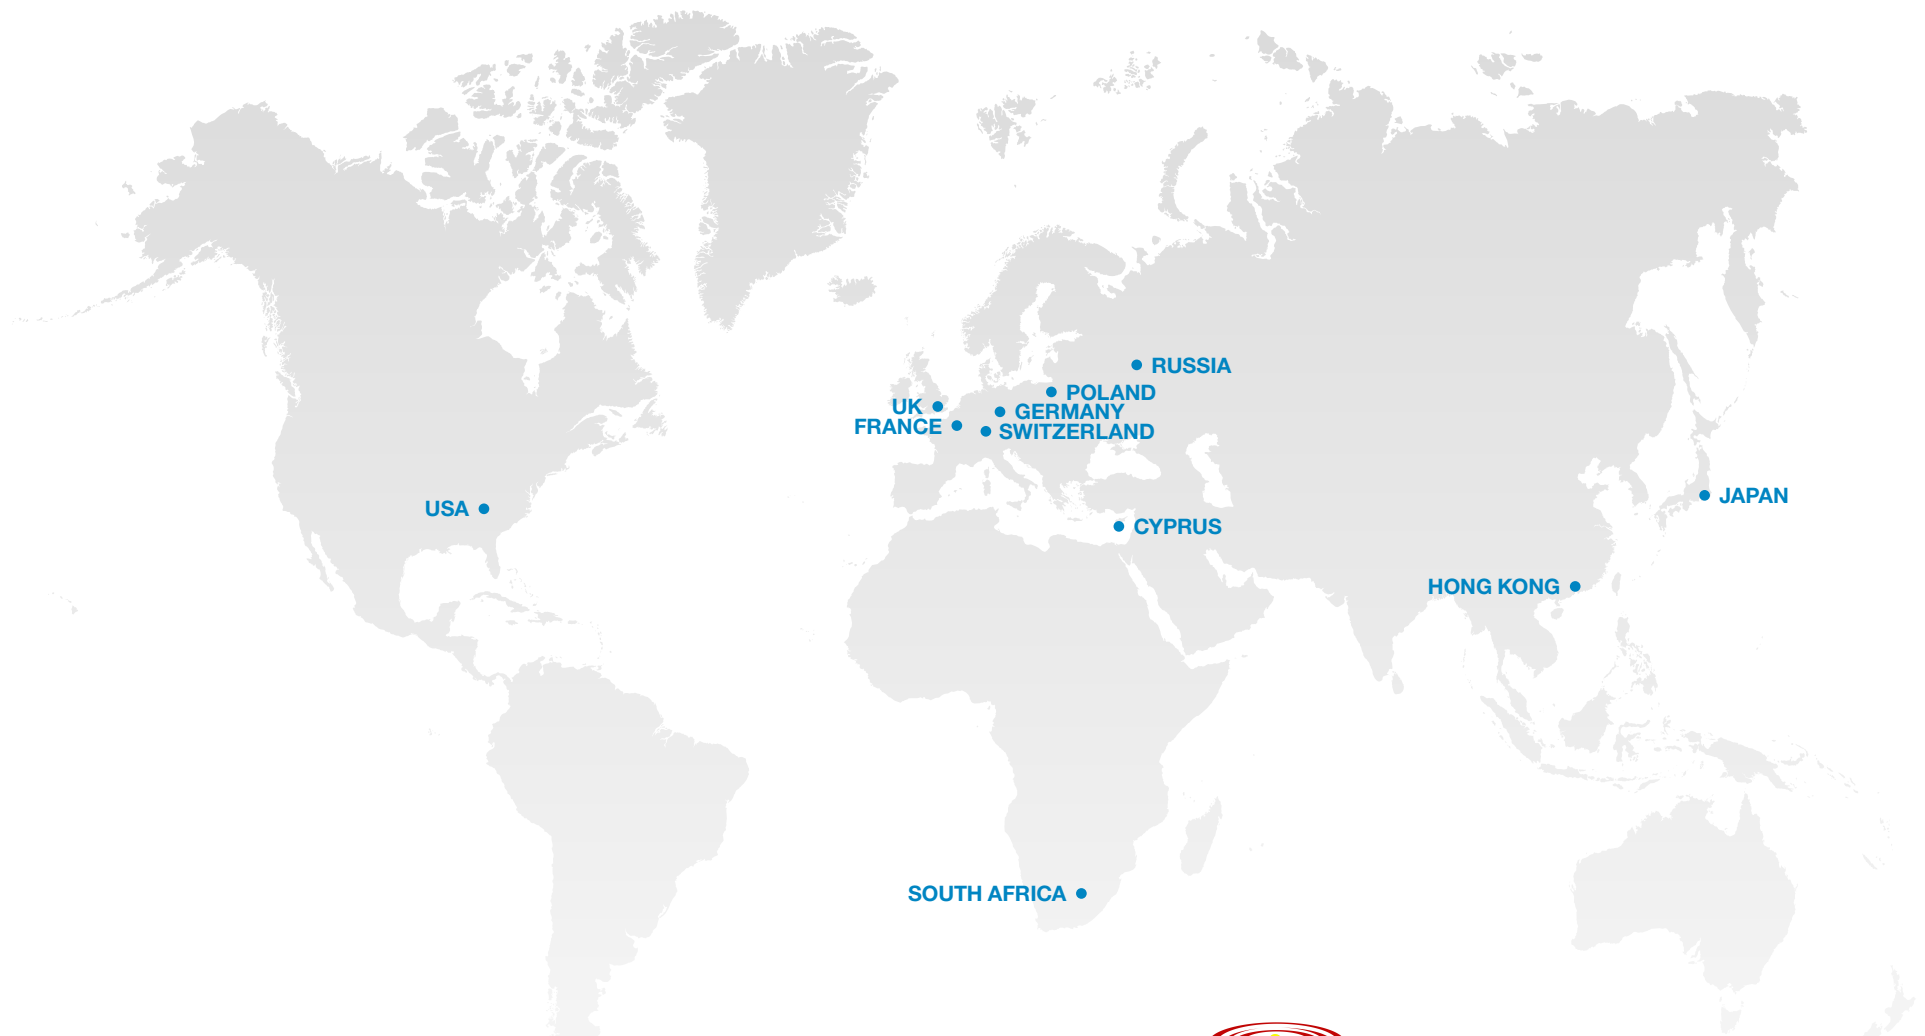 RUSSIA
POLAND
UK
GERMANY
FRANCE
SWITZERLAND
JAPAN
USA
CYPRUS
HONG KONG
SOUTH AFRICA